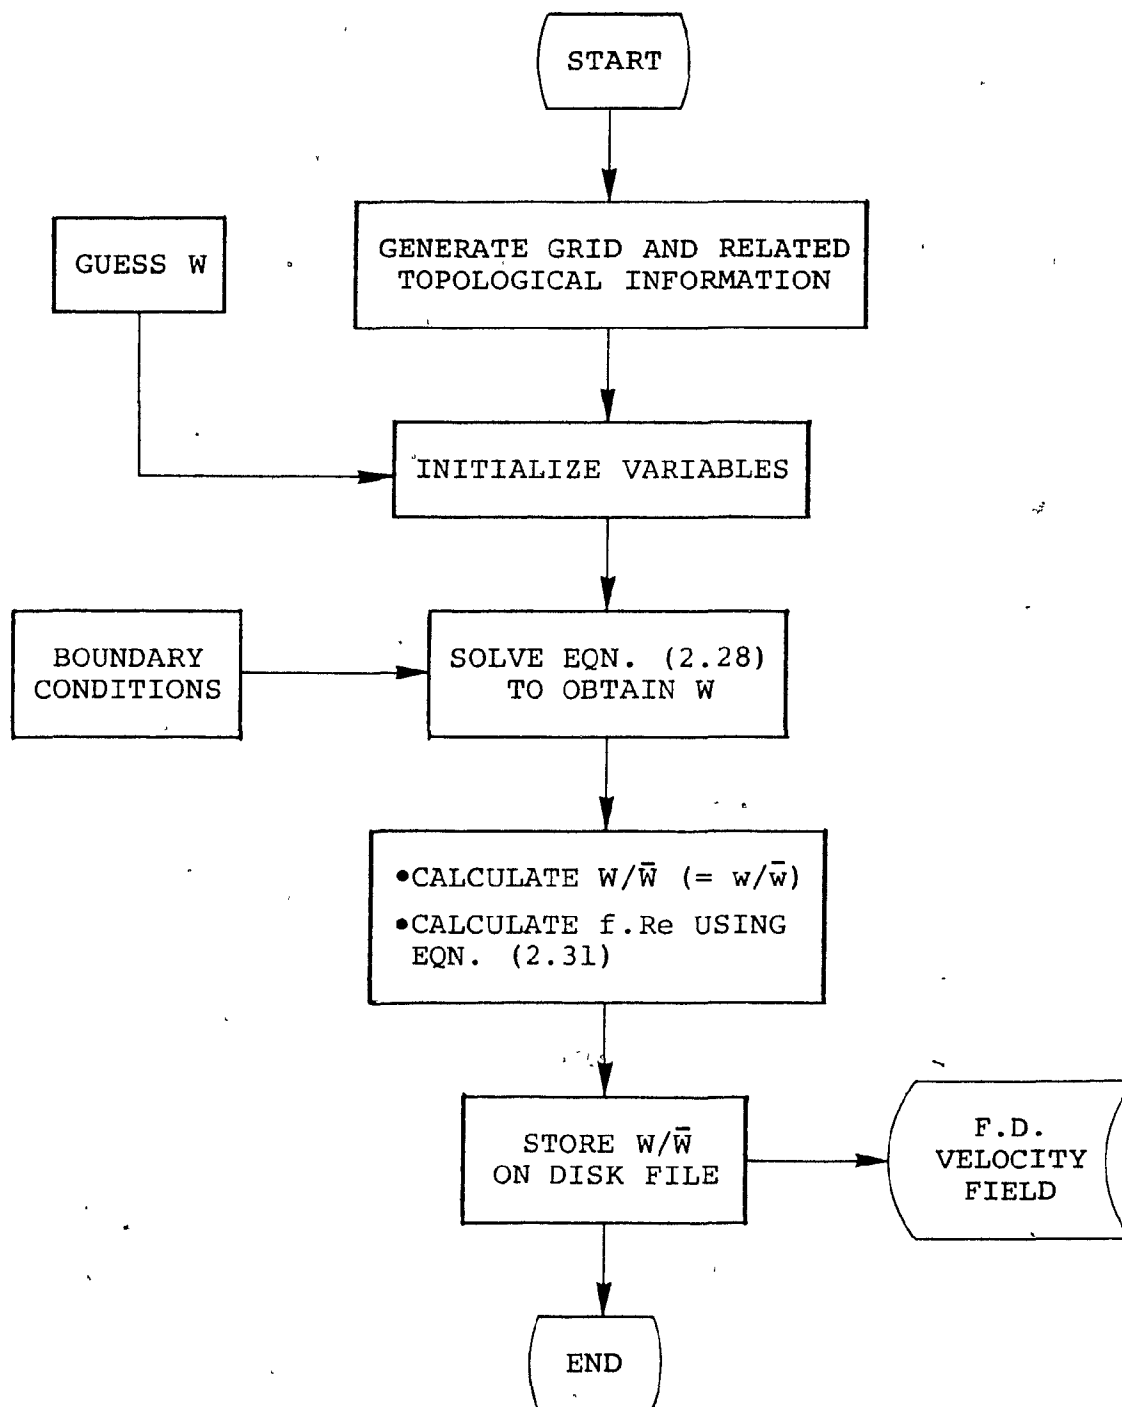 START
GENERATE GRID AND RELATED
TOPOLOGICAL INFORMATION
GUESS W
INITIALIZE VARIABLES
BOUNDARY
CONDITIONS
SOLVE EQN. (2.28)
TO OBTAIN W
•CALCULATE W/W̅ (= w/w̅)
•CALCULATE f.Re USING
EQN. (2.31)
STORE W/W̅
ON DISK FILE
F.D.
VELOCITY
FIELD
END